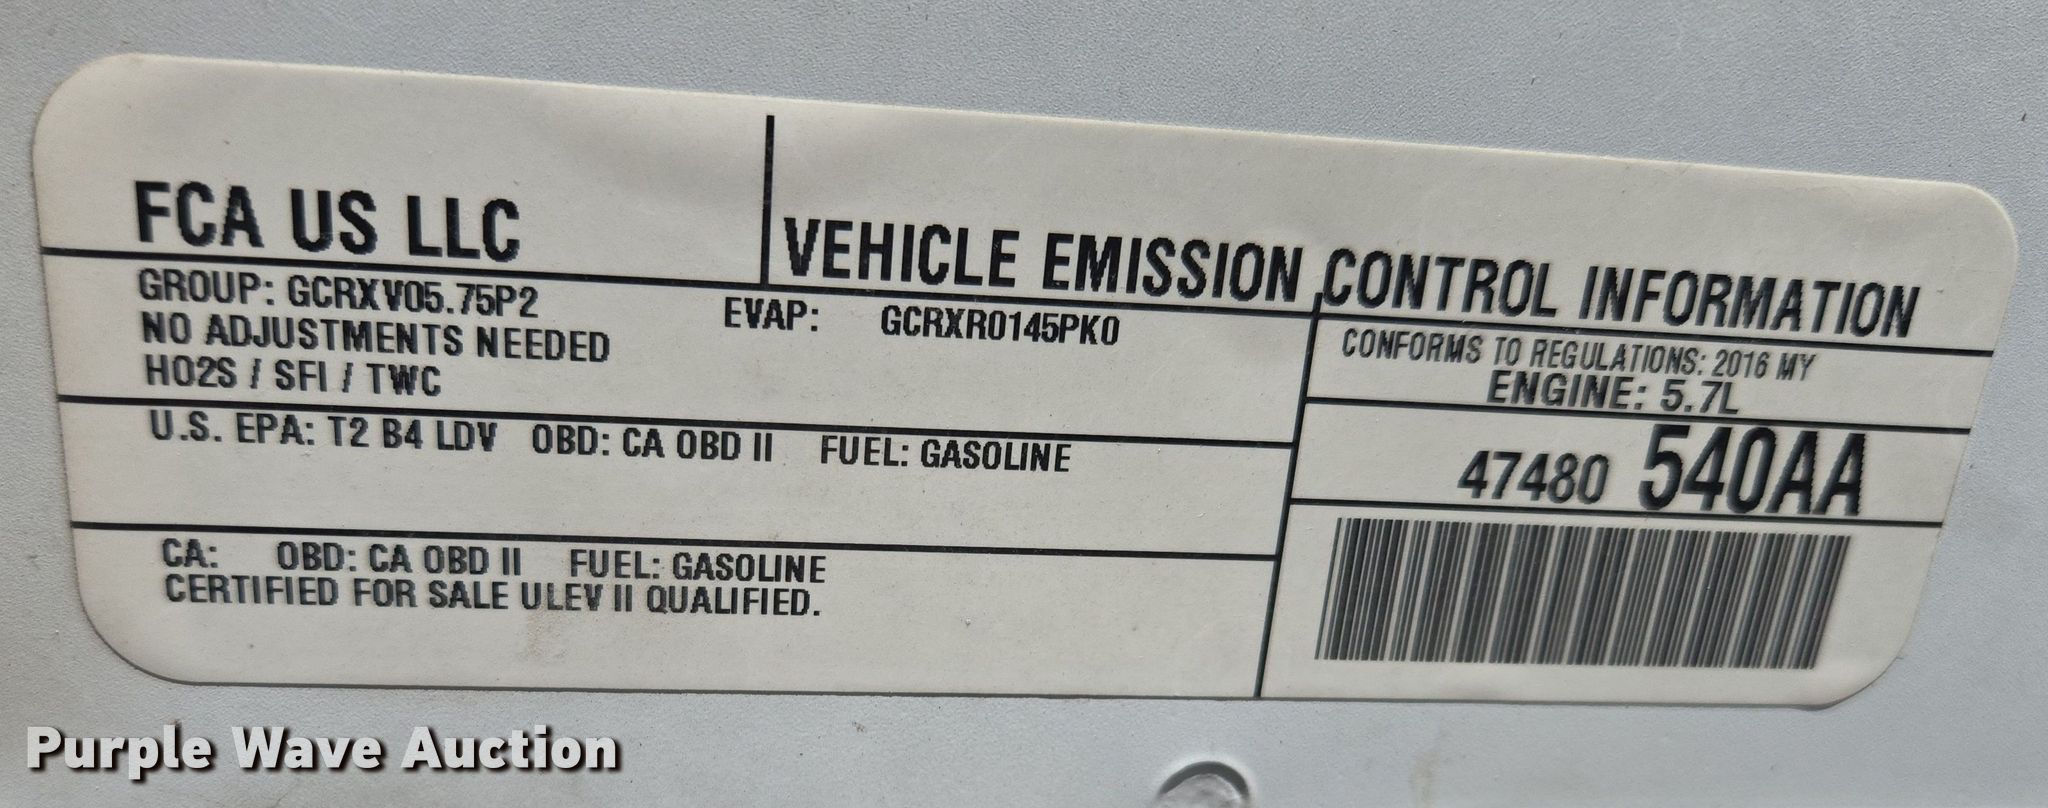 FCA US LLC
VEHICLE EMISSION CONTROL INFORMATION
GROUP: GCRXV05.75P2
EVAP: GCRXR0145PK0
NO ADJUSTMENTS NEEDED
HO2S / SFI / TWC
CONFORMS TO REGULATIONS: 2016 MY
ENGINE: 5.7L
U.S. EPA: T2 B4 LDV OBD: CA OBD II FUEL: GASOLINE
47480 540AA
CA: OBD: CA OBD II FUEL: GASOLINE
CERTIFIED FOR SALE ULEV II QUALIFIED.
Purple Wave Auction